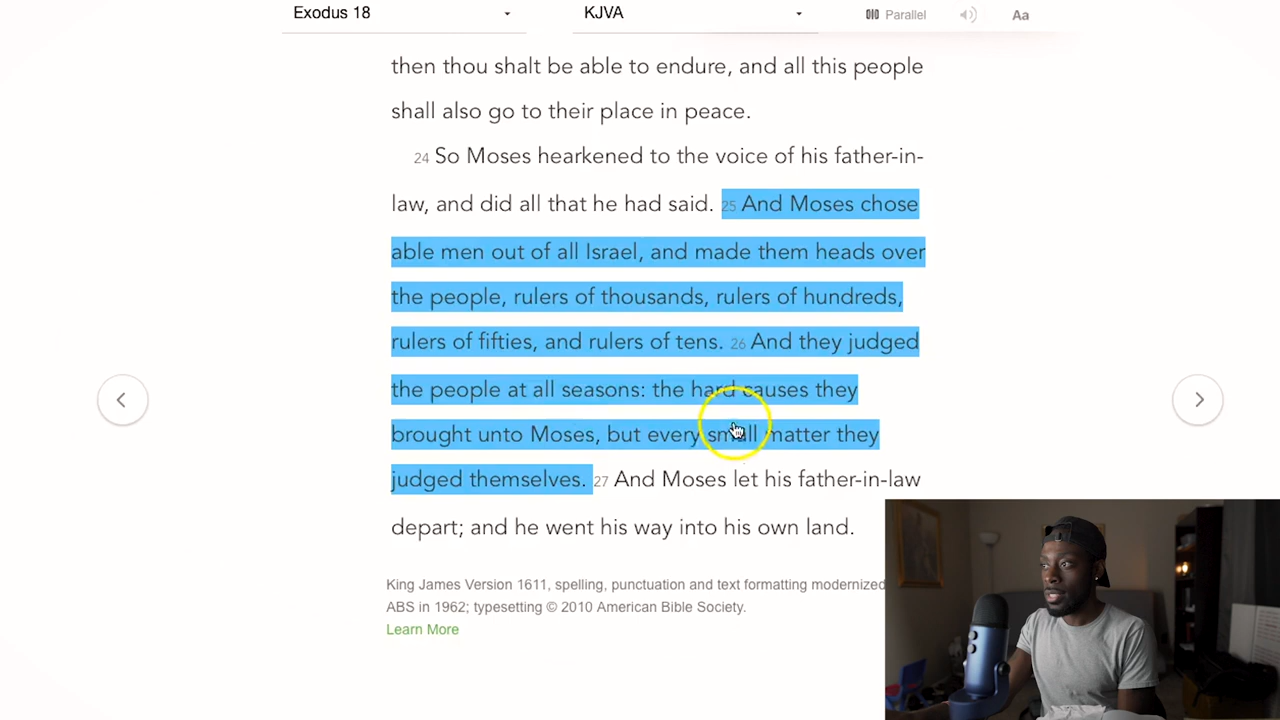 Exodus 18
KJVA
Parallel
Aa
then thou shalt be able to endure, and all this people
shall also go to their place in peace.
24 So Moses hearkened to the voice of his father-in-
law, and did all that he had said. 25 And Moses chose
able men out of all Israel, and made them heads over
the people, rulers of thousands, rulers of hundreds,
rulers of fifties, and rulers of tens. 26 And they judged
the people at all seasons: the hard causes they
brought unto Moses, but every small matter they
judged themselves. 27 And Moses let his father-in-law
depart; and he went his way into his own land.
King James Version 1611, spelling, punctuation and text formatting modernized
ABS in 1962; typesetting © 2010 American Bible Society.
Learn More